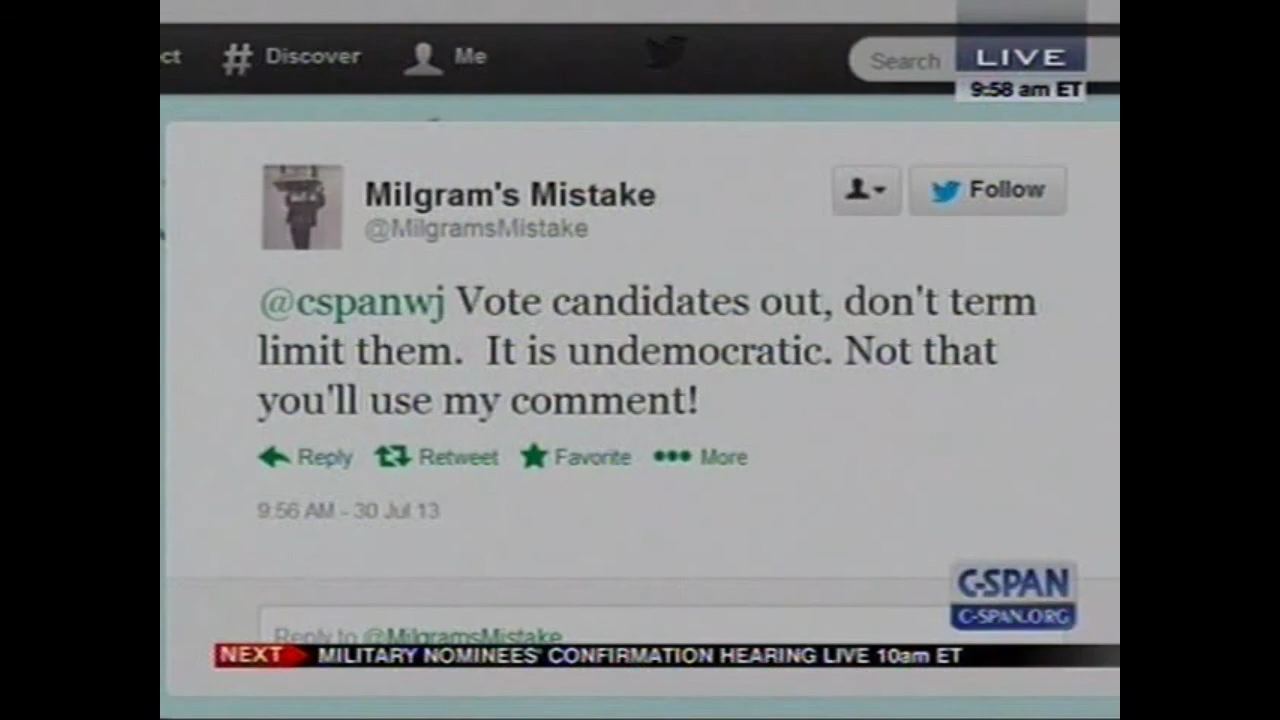 ct # Discover Me Search LIVE
9:58 am ET
Milgram's Mistake Follow
@MilgramsMistake
@cspanwj Vote candidates out, don't term
limit them.  It is undemocratic. Not that
you'll use my comment!
Reply Retweet Favorite More
9:56 AM - 30 Jul 13
C-SPAN
C-SPAN.ORG
Reply to @MilgramsMistake
NEXT MILITARY NOMINEES' CONFIRMATION HEARING LIVE 10am ET